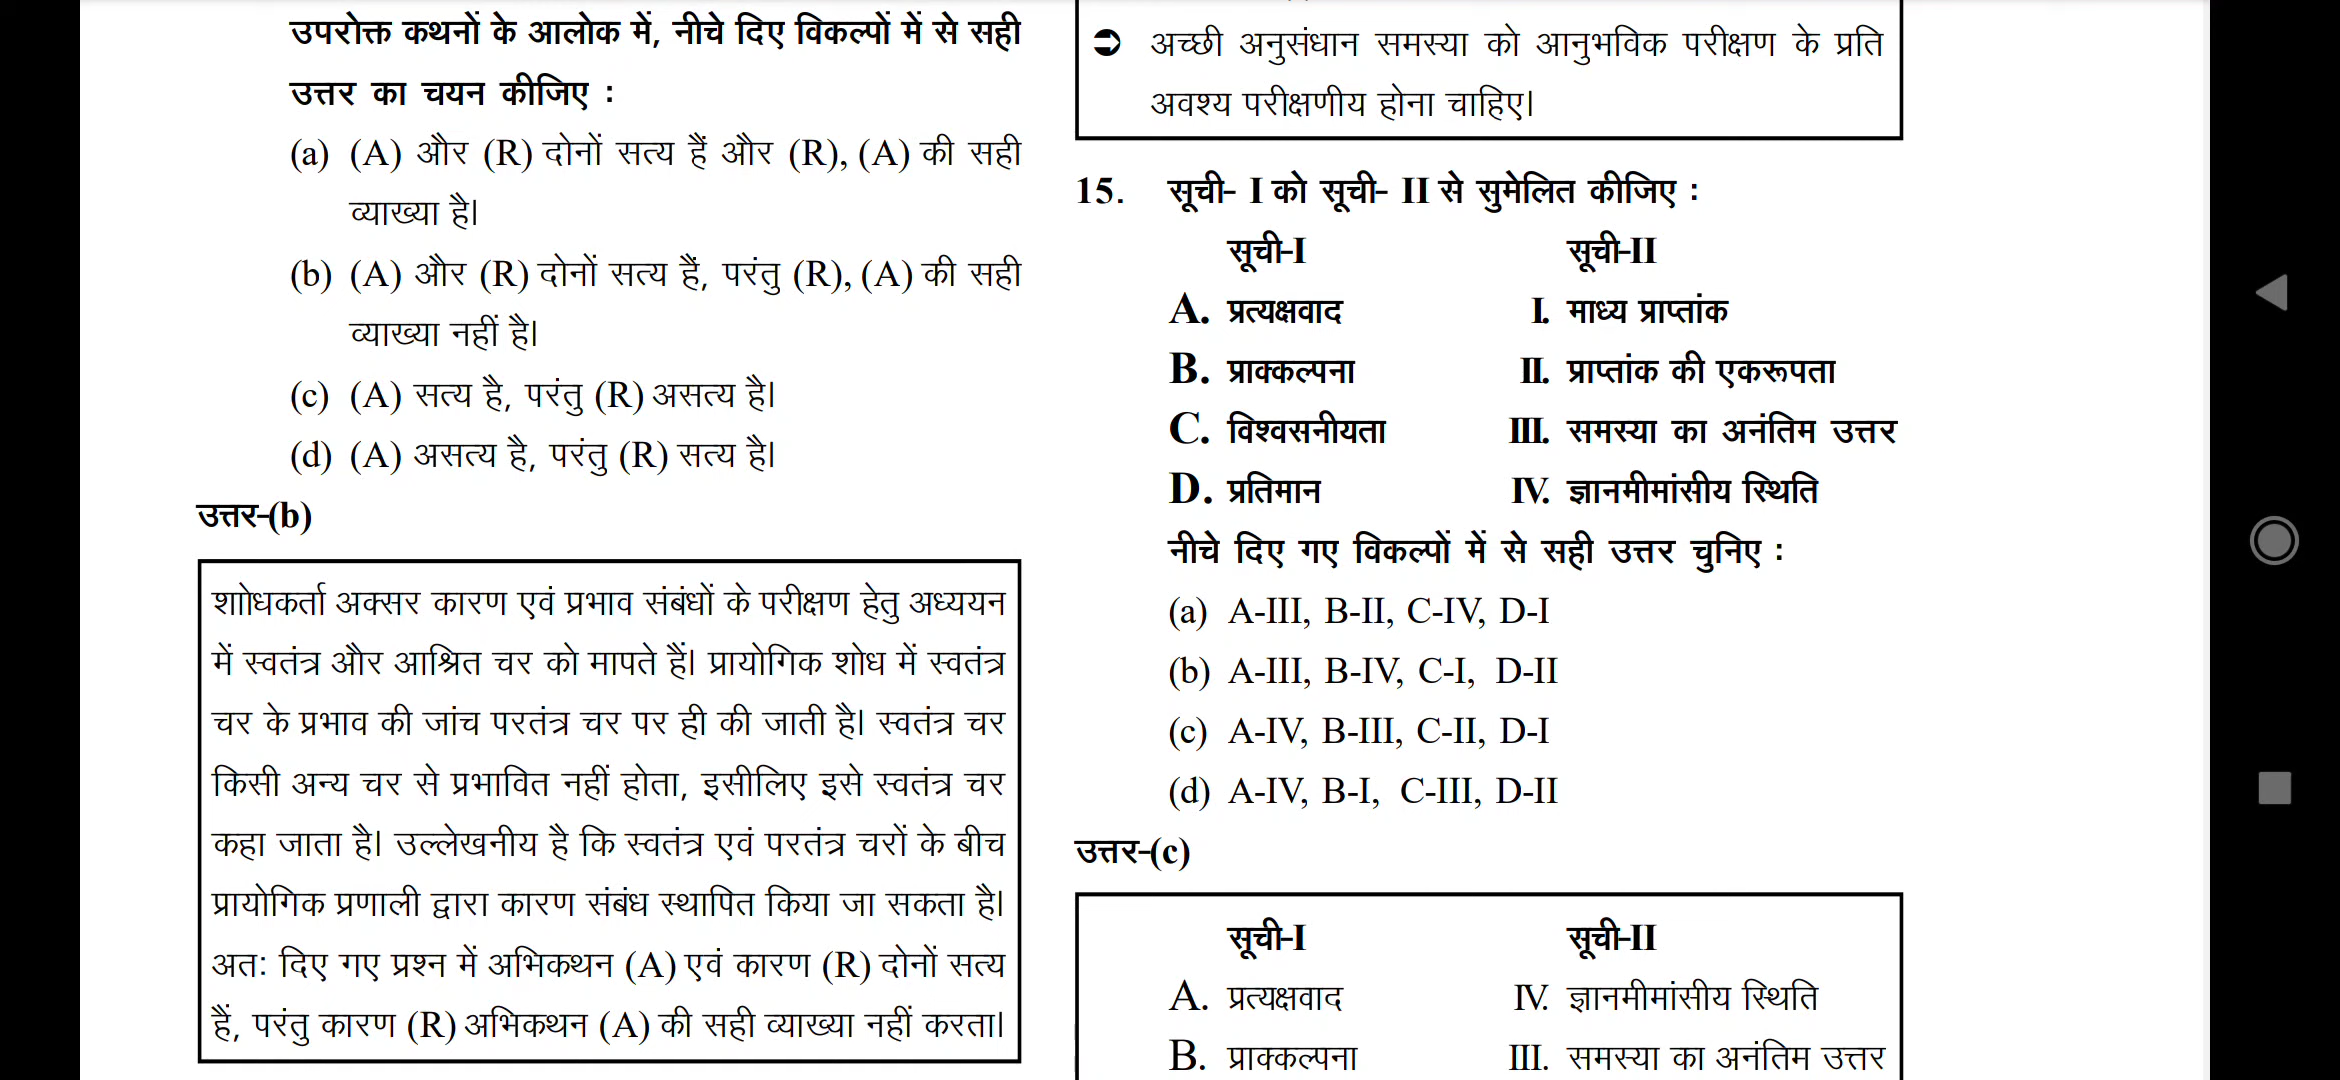 उपरोक्त कथनों के आलोक में, नीचे दिए विकल्पों में से सही
उत्तर का चयन कीजिए :
(a) (A) और (R) दोनों सत्य हैं और (R), (A) की सही
व्याख्या है।
(b) (A) और (R) दोनों सत्य हैं, परंतु (R), (A) की सही
व्याख्या नहीं है।
(c) (A) सत्य है, परंतु (R) असत्य है।
(d) (A) असत्य है, परंतु (R) सत्य है।
उत्तर-(b)
शाोधकर्ता अक्सर कारण एवं प्रभाव संबंधों के परीक्षण हेतु अध्ययन
में स्वतंत्र और आश्रित चर को मापते हैं। प्रायोगिक शोध में स्वतंत्र
चर के प्रभाव की जांच परतंत्र चर पर ही की जाती है। स्वतंत्र चर
किसी अन्य चर से प्रभावित नहीं होता, इसीलिए इसे स्वतंत्र चर
कहा जाता है। उल्लेखनीय है कि स्वतंत्र एवं परतंत्र चरों के बीच
प्रायोगिक प्रणाली द्वारा कारण संबंध स्थापित किया जा सकता है।
अत: दिए गए प्रश्न में अभिकथन (A) एवं कारण (R) दोनों सत्य
हैं, परंतु कारण (R) अभिकथन (A) की सही व्याख्या नहीं करता।
➲ अच्छी अनुसंधान समस्या को आनुभविक परीक्षण के प्रति
अवश्य परीक्षणीय होना चाहिए।
15. सूची- I को सूची- II से सुमेलित कीजिए :
सूची-I सूची-II
A. प्रत्यक्षवाद I. माध्य प्राप्तांक
B. प्राक्कल्पना II. प्राप्तांक की एकरूपता
C. विश्वसनीयता III. समस्या का अनंतिम उत्तर
D. प्रतिमान IV. ज्ञानमीमांसीय स्थिति
नीचे दिए गए विकल्पों में से सही उत्तर चुनिए :
(a) A-III, B-II, C-IV, D-I
(b) A-III, B-IV, C-I, D-II
(c) A-IV, B-III, C-II, D-I
(d) A-IV, B-I, C-III, D-II
उत्तर-(c)
सूची-I सूची-II
A. प्रत्यक्षवाद IV. ज्ञानमीमांसीय स्थिति
B. प्राक्कल्पना III. समस्या का अनंतिम उत्तर